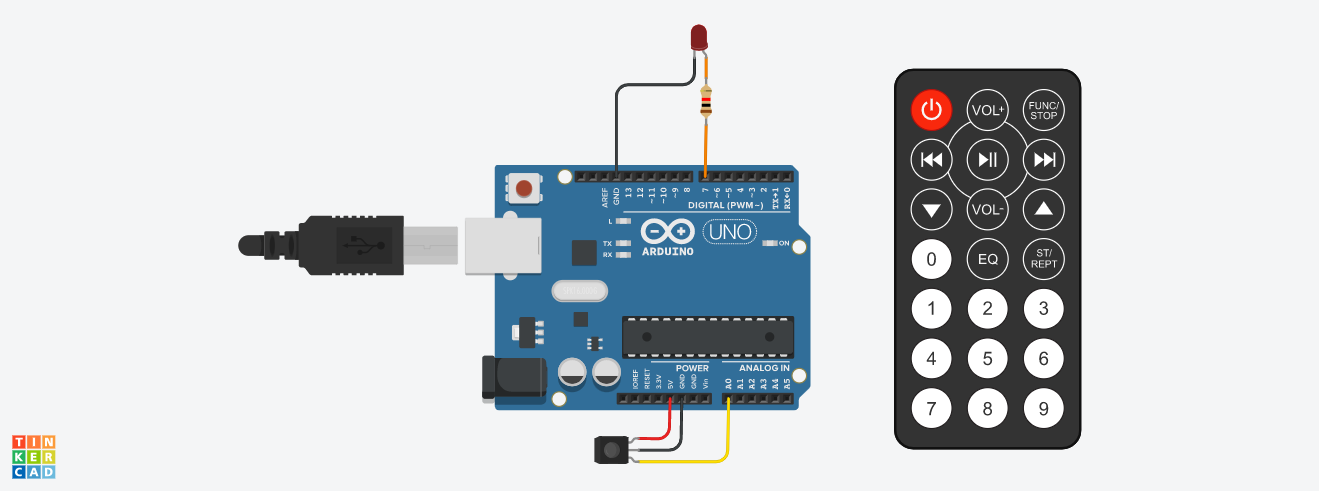 VOL+
FUNC/
STOP
VOL-
0
EQ
ST/
REPT
1
2
3
4
5
6
7
8
9
AREF
GND
13
12
~11
~10
~9
8
7
~6
~5
4
~3
2
TX→1
RX←0
DIGITAL (PWM~)
L
TX
RX
ARDUINO
UNO
ON
POWER
ANALOG IN
IOREF
RESET
3.3V
5V
GND
GND
Vin
A0
A1
A2
A3
A4
A5
TIN
KER
CAD